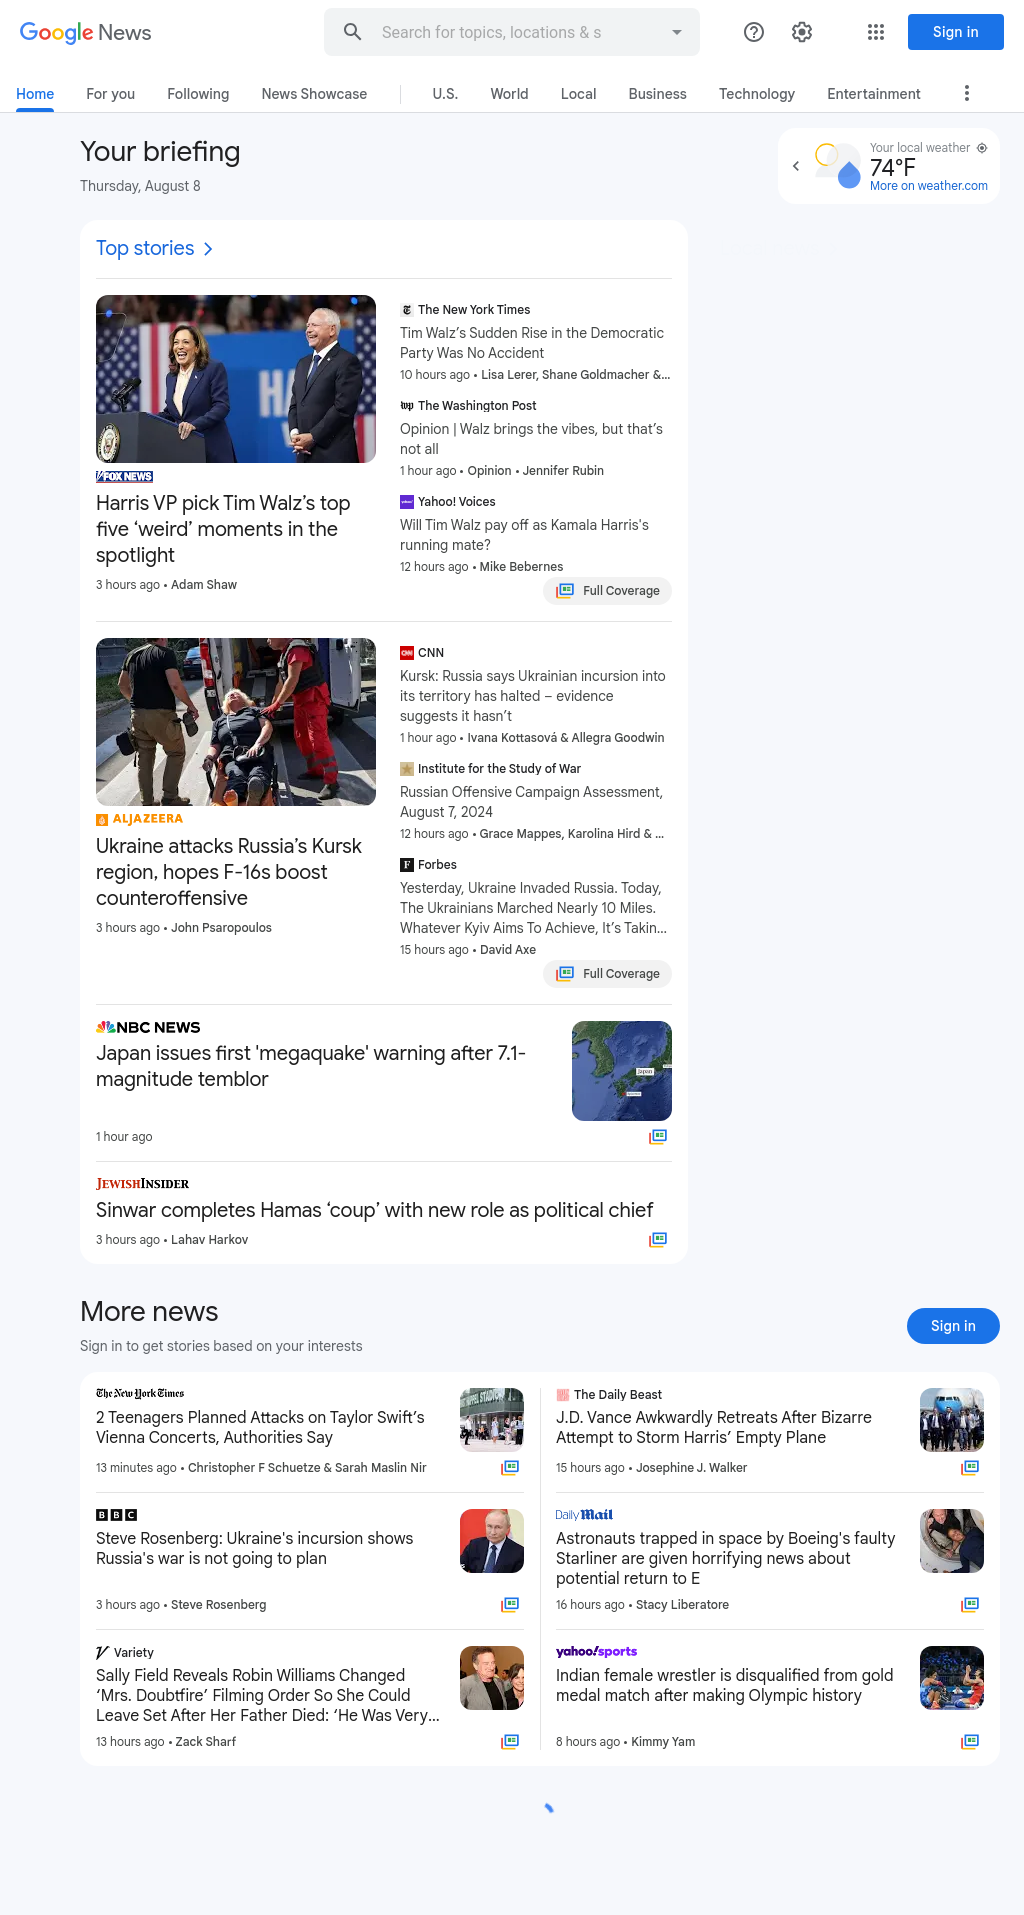 Google News
Search for topics, locations & s
Sign in
Home For you Following News Showcase U.S. World Local Business Technology Entertainment
Your briefing
Thursday, August 8
Your local weather
74°F
More on weather.com
Top stories
FOX NEWS
Harris VP pick Tim Walz’s top
five ‘weird’ moments in the
spotlight
3 hours ago • Adam Shaw
The New York Times
Tim Walz’s Sudden Rise in the Democratic
Party Was No Accident
10 hours ago • Lisa Lerer, Shane Goldmacher &...
wp The Washington Post
Opinion | Walz brings the vibes, but that’s
not all
1 hour ago • Opinion • Jennifer Rubin
Yahoo! Voices
Will Tim Walz pay off as Kamala Harris's
running mate?
12 hours ago • Mike Bebernes
Full Coverage
ALJAZEERA
Ukraine attacks Russia’s Kursk
region, hopes F-16s boost
counteroffensive
3 hours ago • John Psaropoulos
CNN
Kursk: Russia says Ukrainian incursion into
its territory has halted – evidence
suggests it hasn’t
1 hour ago • Ivana Kottasová & Allegra Goodwin
Institute for the Study of War
Russian Offensive Campaign Assessment,
August 7, 2024
12 hours ago • Grace Mappes, Karolina Hird & ...
F Forbes
Yesterday, Ukraine Invaded Russia. Today,
The Ukrainians Marched Nearly 10 Miles.
Whatever Kyiv Aims To Achieve, It’s Takin...
15 hours ago • David Axe
Full Coverage
NBC NEWS
Japan issues first 'megaquake' warning after 7.1-
magnitude temblor
Japan
1 hour ago
JEWISH INSIDER
Sinwar completes Hamas ‘coup’ with new role as political chief
3 hours ago • Lahav Harkov
More news
Sign in to get stories based on your interests
Sign in
The New York Times
2 Teenagers Planned Attacks on Taylor Swift’s
Vienna Concerts, Authorities Say
13 minutes ago • Christopher F Schuetze & Sarah Maslin Nir
The Daily Beast
J.D. Vance Awkwardly Retreats After Bizarre
Attempt to Storm Harris’ Empty Plane
15 hours ago • Josephine J. Walker
BBC
Steve Rosenberg: Ukraine's incursion shows
Russia's war is not going to plan
3 hours ago • Steve Rosenberg
Daily Mail
Astronauts trapped in space by Boeing's faulty
Starliner are given horrifying news about
potential return to E
16 hours ago • Stacy Liberatore
Variety
Sally Field Reveals Robin Williams Changed
‘Mrs. Doubtfire’ Filming Order So She Could
Leave Set After Her Father Died: ‘He Was Very...
13 hours ago • Zack Sharf
yahoo!sports
Indian female wrestler is disqualified from gold
medal match after making Olympic history
8 hours ago • Kimmy Yam